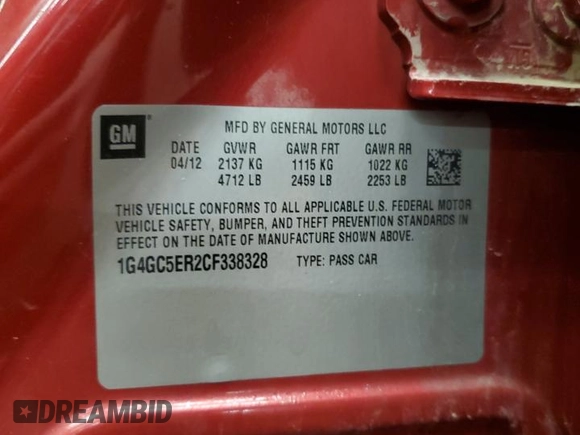 GM
MFD BY GENERAL MOTORS LLC
DATE GVWR GAWR FRT GAWR RR
04/12 2137 KG 1115 KG 1022 KG
4712 LB 2459 LB 2253 LB
THIS VEHICLE CONFORMS TO ALL APPLICABLE U.S. FEDERAL MOTOR
VEHICLE SAFETY, BUMPER, AND THEFT PREVENTION STANDARDS IN
EFFECT ON THE DATE OF MANUFACTURE SHOWN ABOVE.
1G4GC5ER2CF338328 TYPE: PASS CAR
DREAMBID